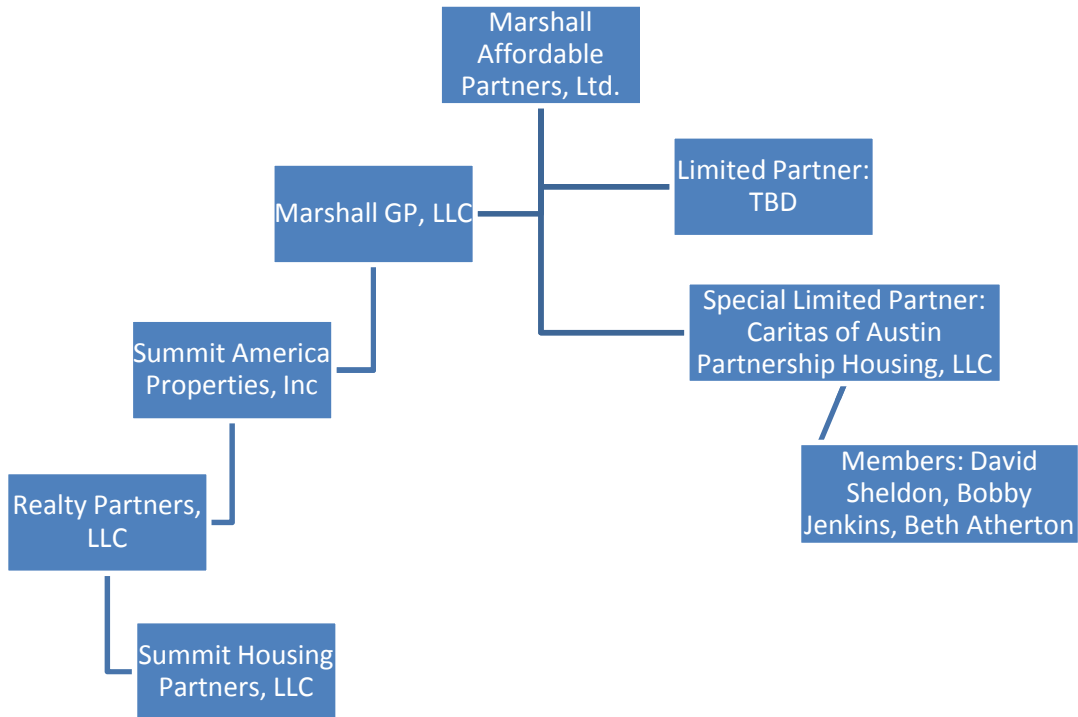 Marshall
Affordable
Partners, Ltd.
Limited Partner:
TBD
Marshall GP, LLC
Special Limited Partner:
Caritas of Austin
Partnership Housing, LLC
Summit America
Properties, Inc
Members: David
Sheldon, Bobby
Jenkins, Beth Atherton
Realty Partners,
LLC
Summit Housing
Partners, LLC